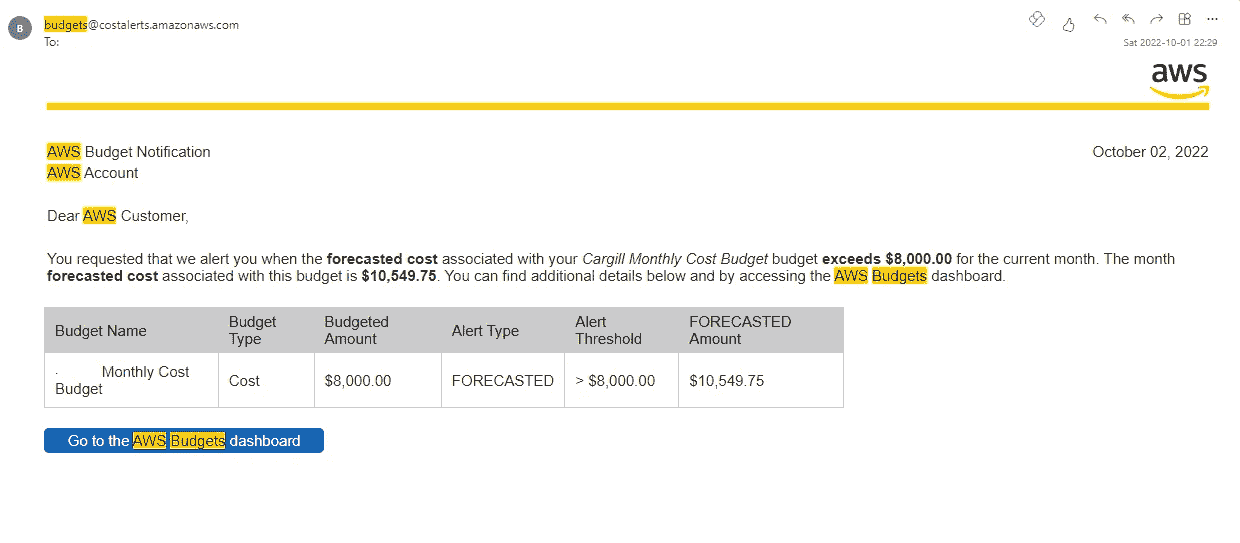 B
budgets@costalerts.amazonaws.com
To:
Sat 2022-10-01 22:29
aws
AWS Budget Notification
October 02, 2022
AWS Account
Dear AWS Customer,
You requested that we alert you when the forecasted cost associated with your Cargill Monthly Cost Budget budget exceeds $8,000.00 for the current month. The month
forecasted cost associated with this budget is $10,549.75. You can find additional details below and by accessing the AWS Budgets dashboard.
Budget Name
Budget
Type
Budgeted
Amount
Alert Type
Alert
Threshold
FORECASTED
Amount
Monthly Cost
Budget
Cost
$8,000.00
FORECASTED
> $8,000.00
$10,549.75
Go to the AWS Budgets dashboard